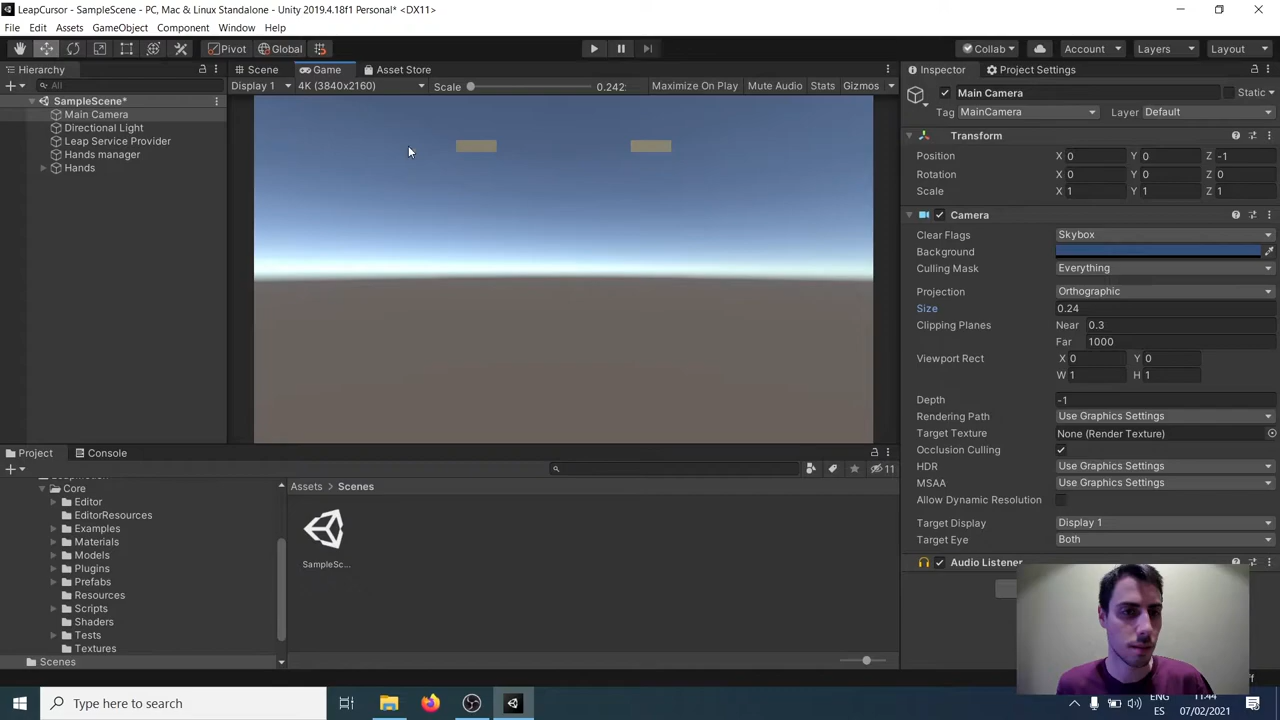 LeapCursor - SampleScene - PC, Mac & Linux Standalone - Unity 2019.4.18f1 Personal* <DX11>
File Edit Assets GameObject Component Window Help
Pivot Global Collab Account Layers Layout
Hierarchy Scene Game Asset Store Inspector Project Settings
All
Display 1 4K (3840x2160) Scale 0.242 Maximize On Play Mute Audio Stats Gizmos
SampleScene*
Main Camera
Directional Light
Leap Service Provider
Hands manager
Hands
Main Camera Static
Tag MainCamera Layer Default
Transform
Position X 0 Y 0 Z -1
Rotation X 0 Y 0 Z 0
Scale X 1 Y 1 Z 1
Camera
Clear Flags Skybox
Background
Culling Mask Everything
Projection Orthographic
Size 0.24
Clipping Planes Near 0.3
Far 1000
Viewport Rect X 0 Y 0
W 1 H 1
Depth -1
Rendering Path Use Graphics Settings
Target Texture None (Render Texture)
Occlusion Culling
HDR Use Graphics Settings
MSAA Use Graphics Settings
Allow Dynamic Resolution
Target Display Display 1
Target Eye Both
Audio Listener
Project Console
11
Core
Editor
EditorResources
Examples
Materials
Models
Plugins
Prefabs
Resources
Scripts
Shaders
Tests
Textures
Scenes
Assets > Scenes
SampleSc...
Type here to search
ENG
ES
11:44
07/02/2021